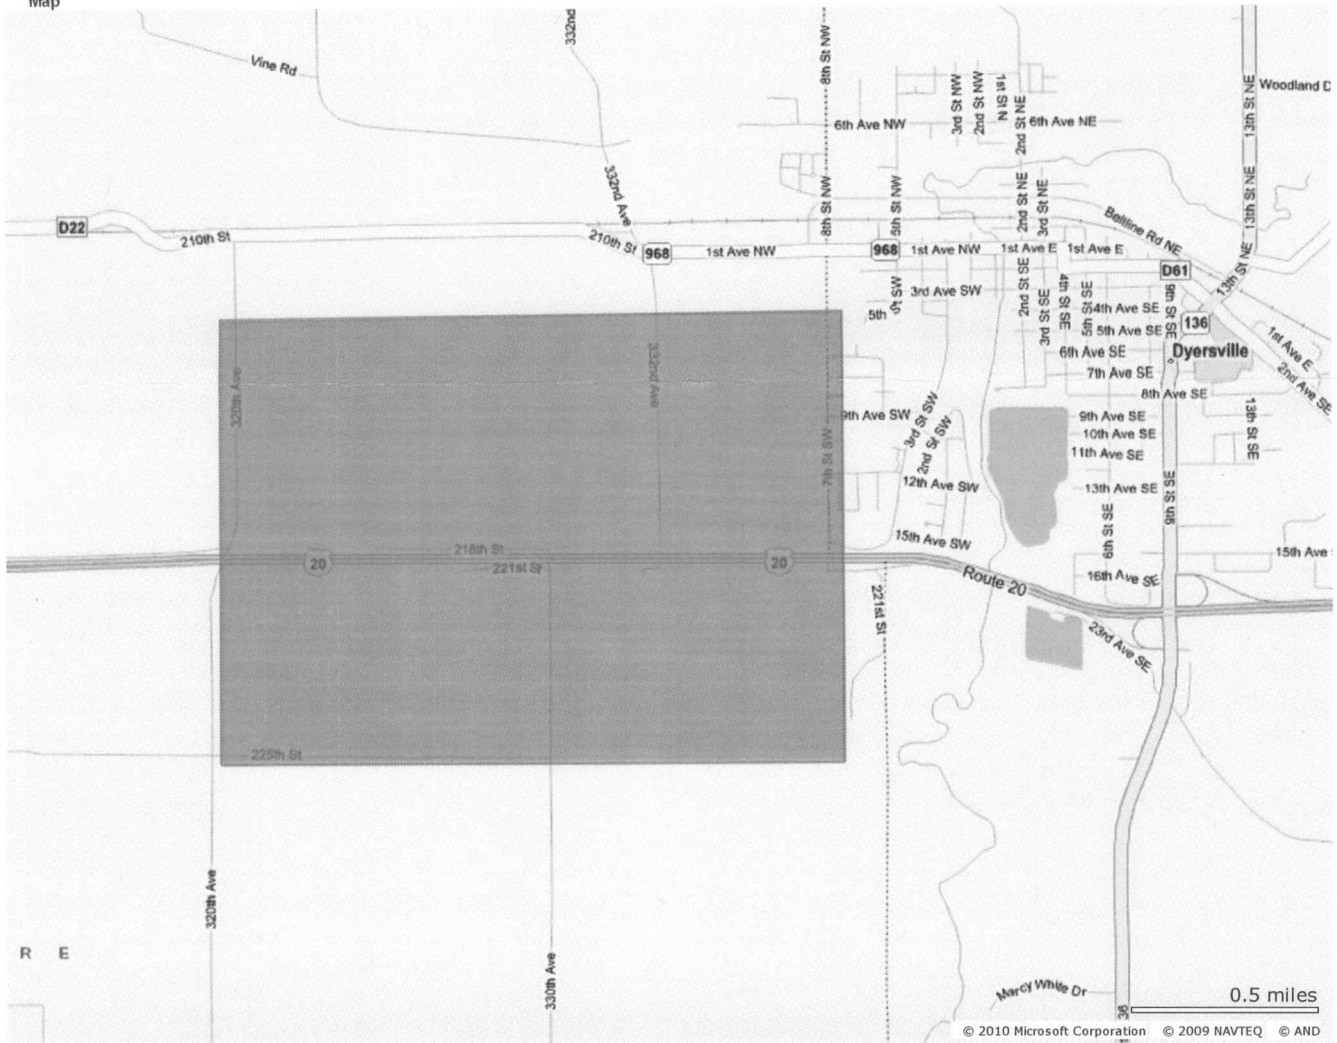 Map
332nd
8th St NW
Vine Rd
Woodland D
13th St NE
3rd St NW
2nd St NW
1st St N
2nd St NE
6th Ave NW
6th Ave NE
332nd Ave
8th St NW
5th St NW
2nd St NE
3rd St NE
13th St NE
Beltline Rd NE
D22
210th St
210th St
968
1st Ave NW
968
1st Ave NW
1st Ave E
1st Ave E
D61
13th St NE
3rd Ave SW
St SW
2nd St SE
3rd St SE
4th St SE
5th St SE
4th Ave SE
9th St SE
136
5th
5th Ave SE
1st Ave E
6th Ave SE
Dyersville
7th Ave SE
2nd Ave SE
8th Ave SE
320th Ave
332nd Ave
7th St SW
9th Ave SW
3rd St SW
2nd St SW
9th Ave SE
10th Ave SE
13th St SE
11th Ave SE
12th Ave SW
13th Ave SE
9th St SE
6th St SE
15th Ave SW
218th St
20
221st St
20
15th Ave
Route 20
16th Ave SE
221st St
23rd Ave SE
225th St
320th Ave
330th Ave
R E
Marcy White Dr
0.5 miles
© 2010 Microsoft Corporation © 2009 NAVTEQ © AND